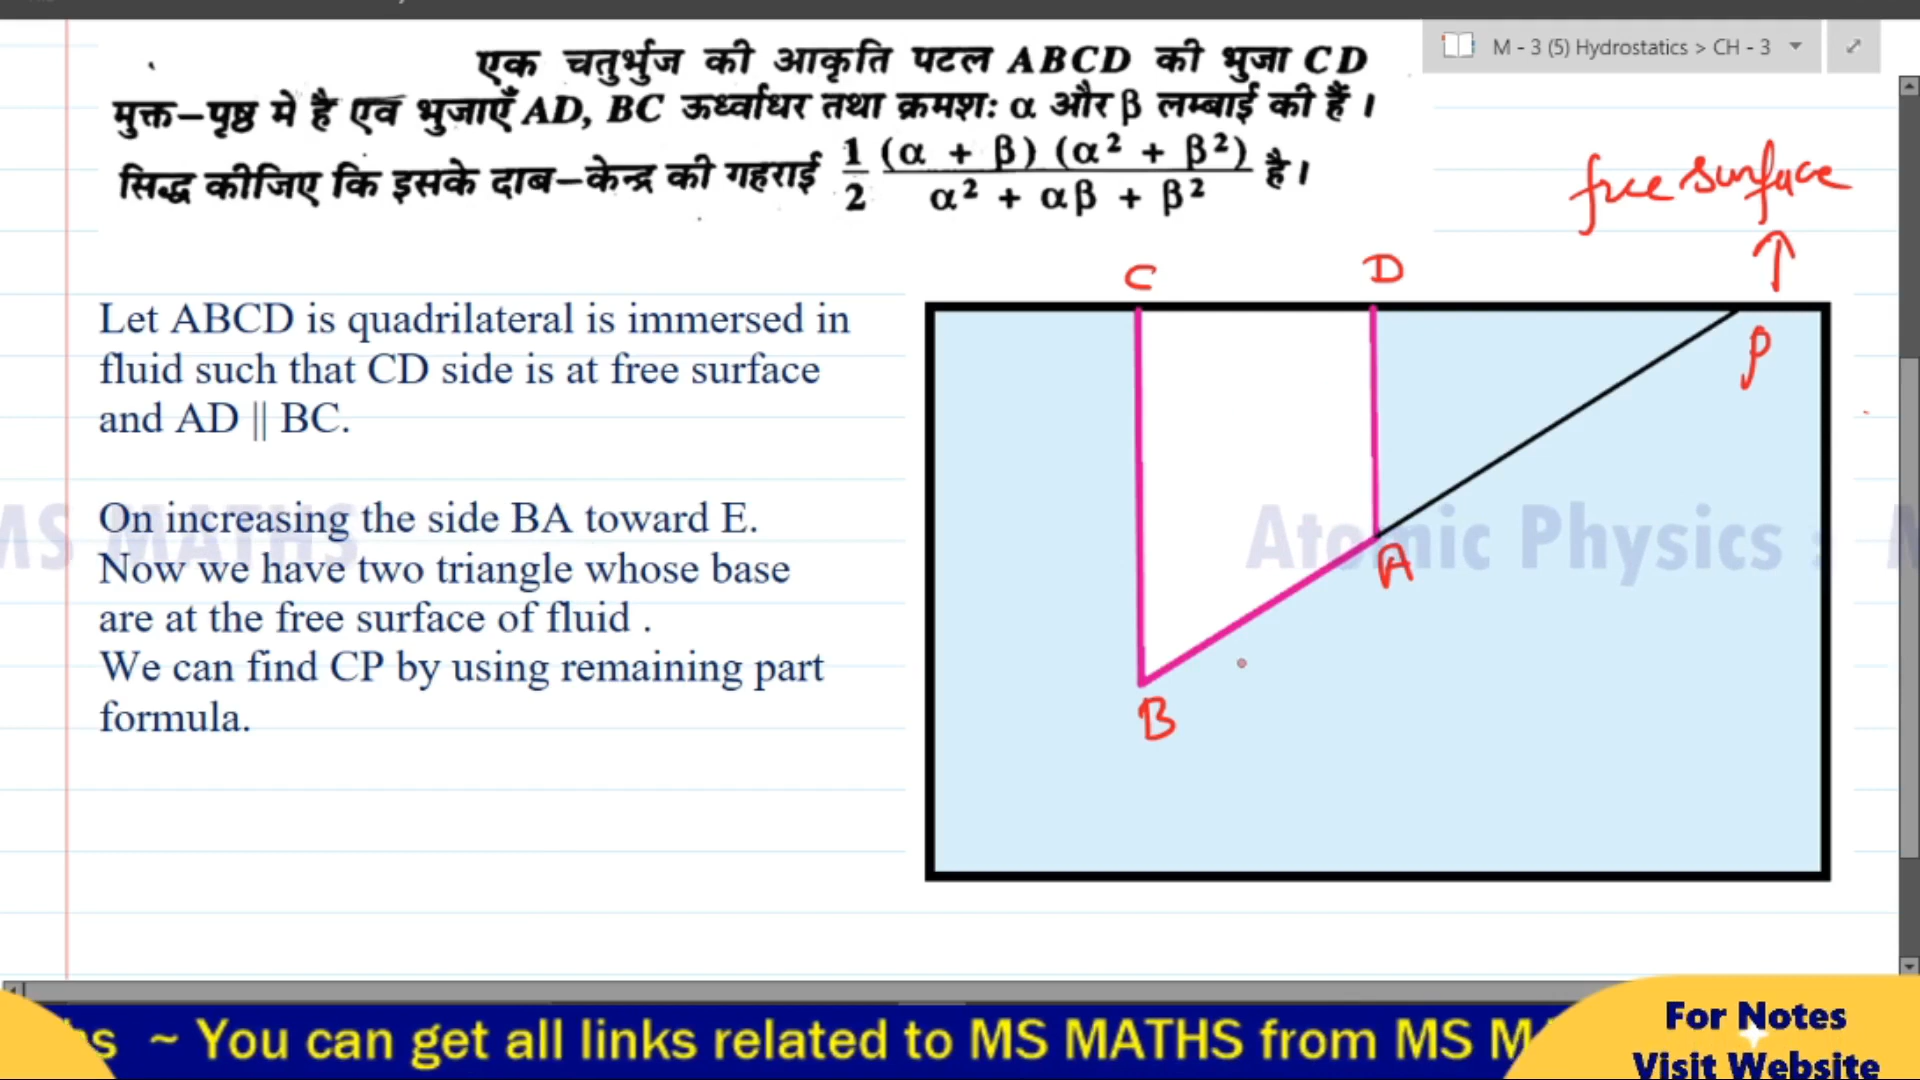 M - 3 (5) Hydrostatics > CH - 3
एक चतुर्भुज की आकृति पटल ABCD की भुजा CD
मुक्त-पृष्ठ मे है एवं भुजाएँ AD, BC ऊर्ध्वाधर तथा क्रमश: α और β लम्बाई की हैं ।
सिद्ध कीजिए कि इसके दाब-केन्द्र की गहराई 1/2 (α + β) (α² + β²) / α² + αβ + β² है ।
free surface
↑
C D
P
A
B
Let ABCD is quadrilateral is immersed in
fluid such that CD side is at free surface
and AD || BC.
On increasing the side BA toward E.
Now we have two triangle whose base
are at the free surface of fluid .
We can find CP by using remaining part
formula.
MS MATHS
Atomic Physics : M
hs ~ You can get all links related to MS MATHS from MS M
For Notes
Visit Website